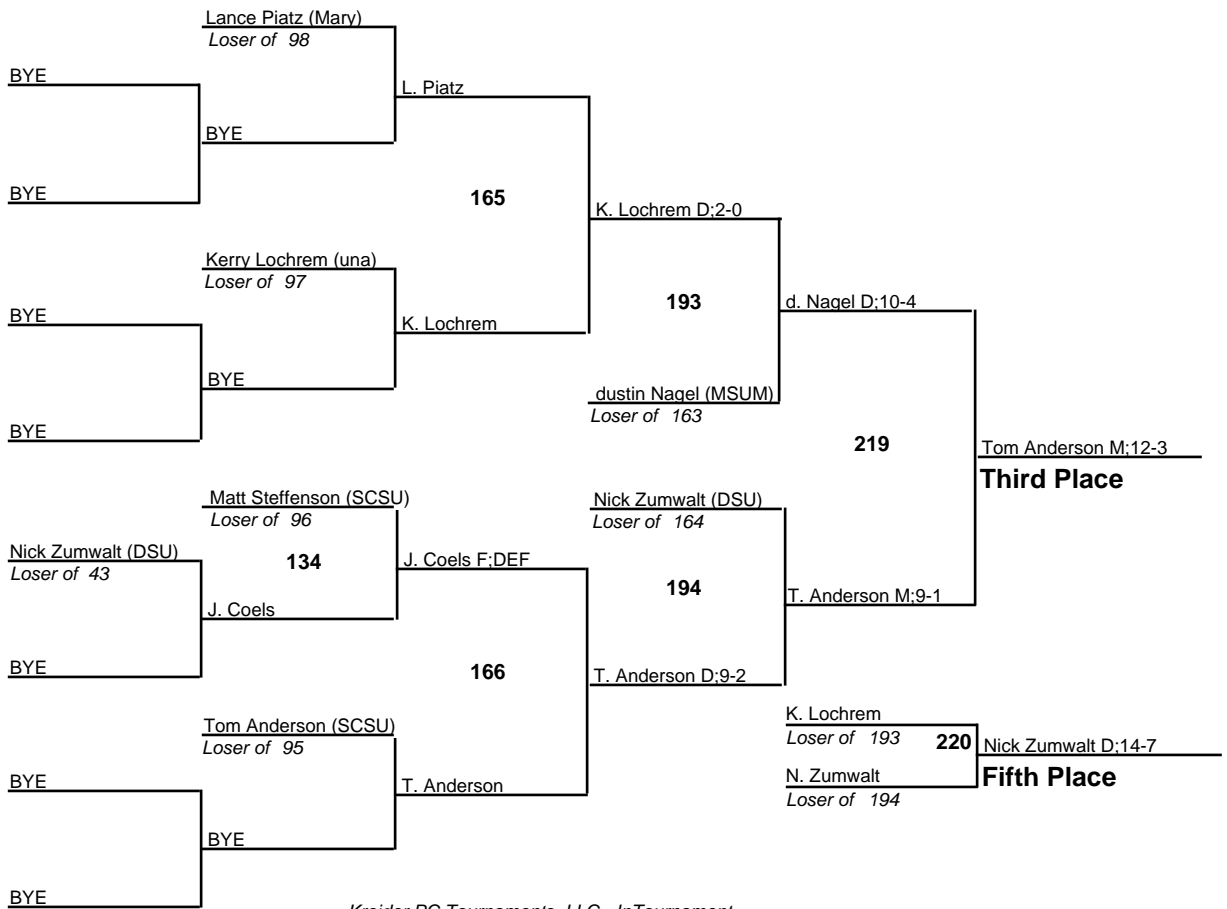 Lance Piatz (Mary)
Loser of 98
BYE
L. Piatz
BYE
BYE
165
K. Lochrem D;2-0
Kerry Lochrem (una)
Loser of 97
193
d. Nagel D;10-4
BYE
K. Lochrem
BYE
dustin Nagel (MSUM)
Loser of 163
BYE
219
Tom Anderson M;12-3
Third Place
Matt Steffenson (SCSU)
Loser of 96
Nick Zumwalt (DSU)
Loser of 164
Nick Zumwalt (DSU)
Loser of 43
134
J. Coels F;DEF
194
J. Coels
T. Anderson M;9-1
BYE
166
T. Anderson D;9-2
Tom Anderson (SCSU)
Loser of 95
K. Lochrem
Loser of 193
220
Nick Zumwalt D;14-7
Fifth Place
BYE
T. Anderson
N. Zumwalt
Loser of 194
BYE
BYE